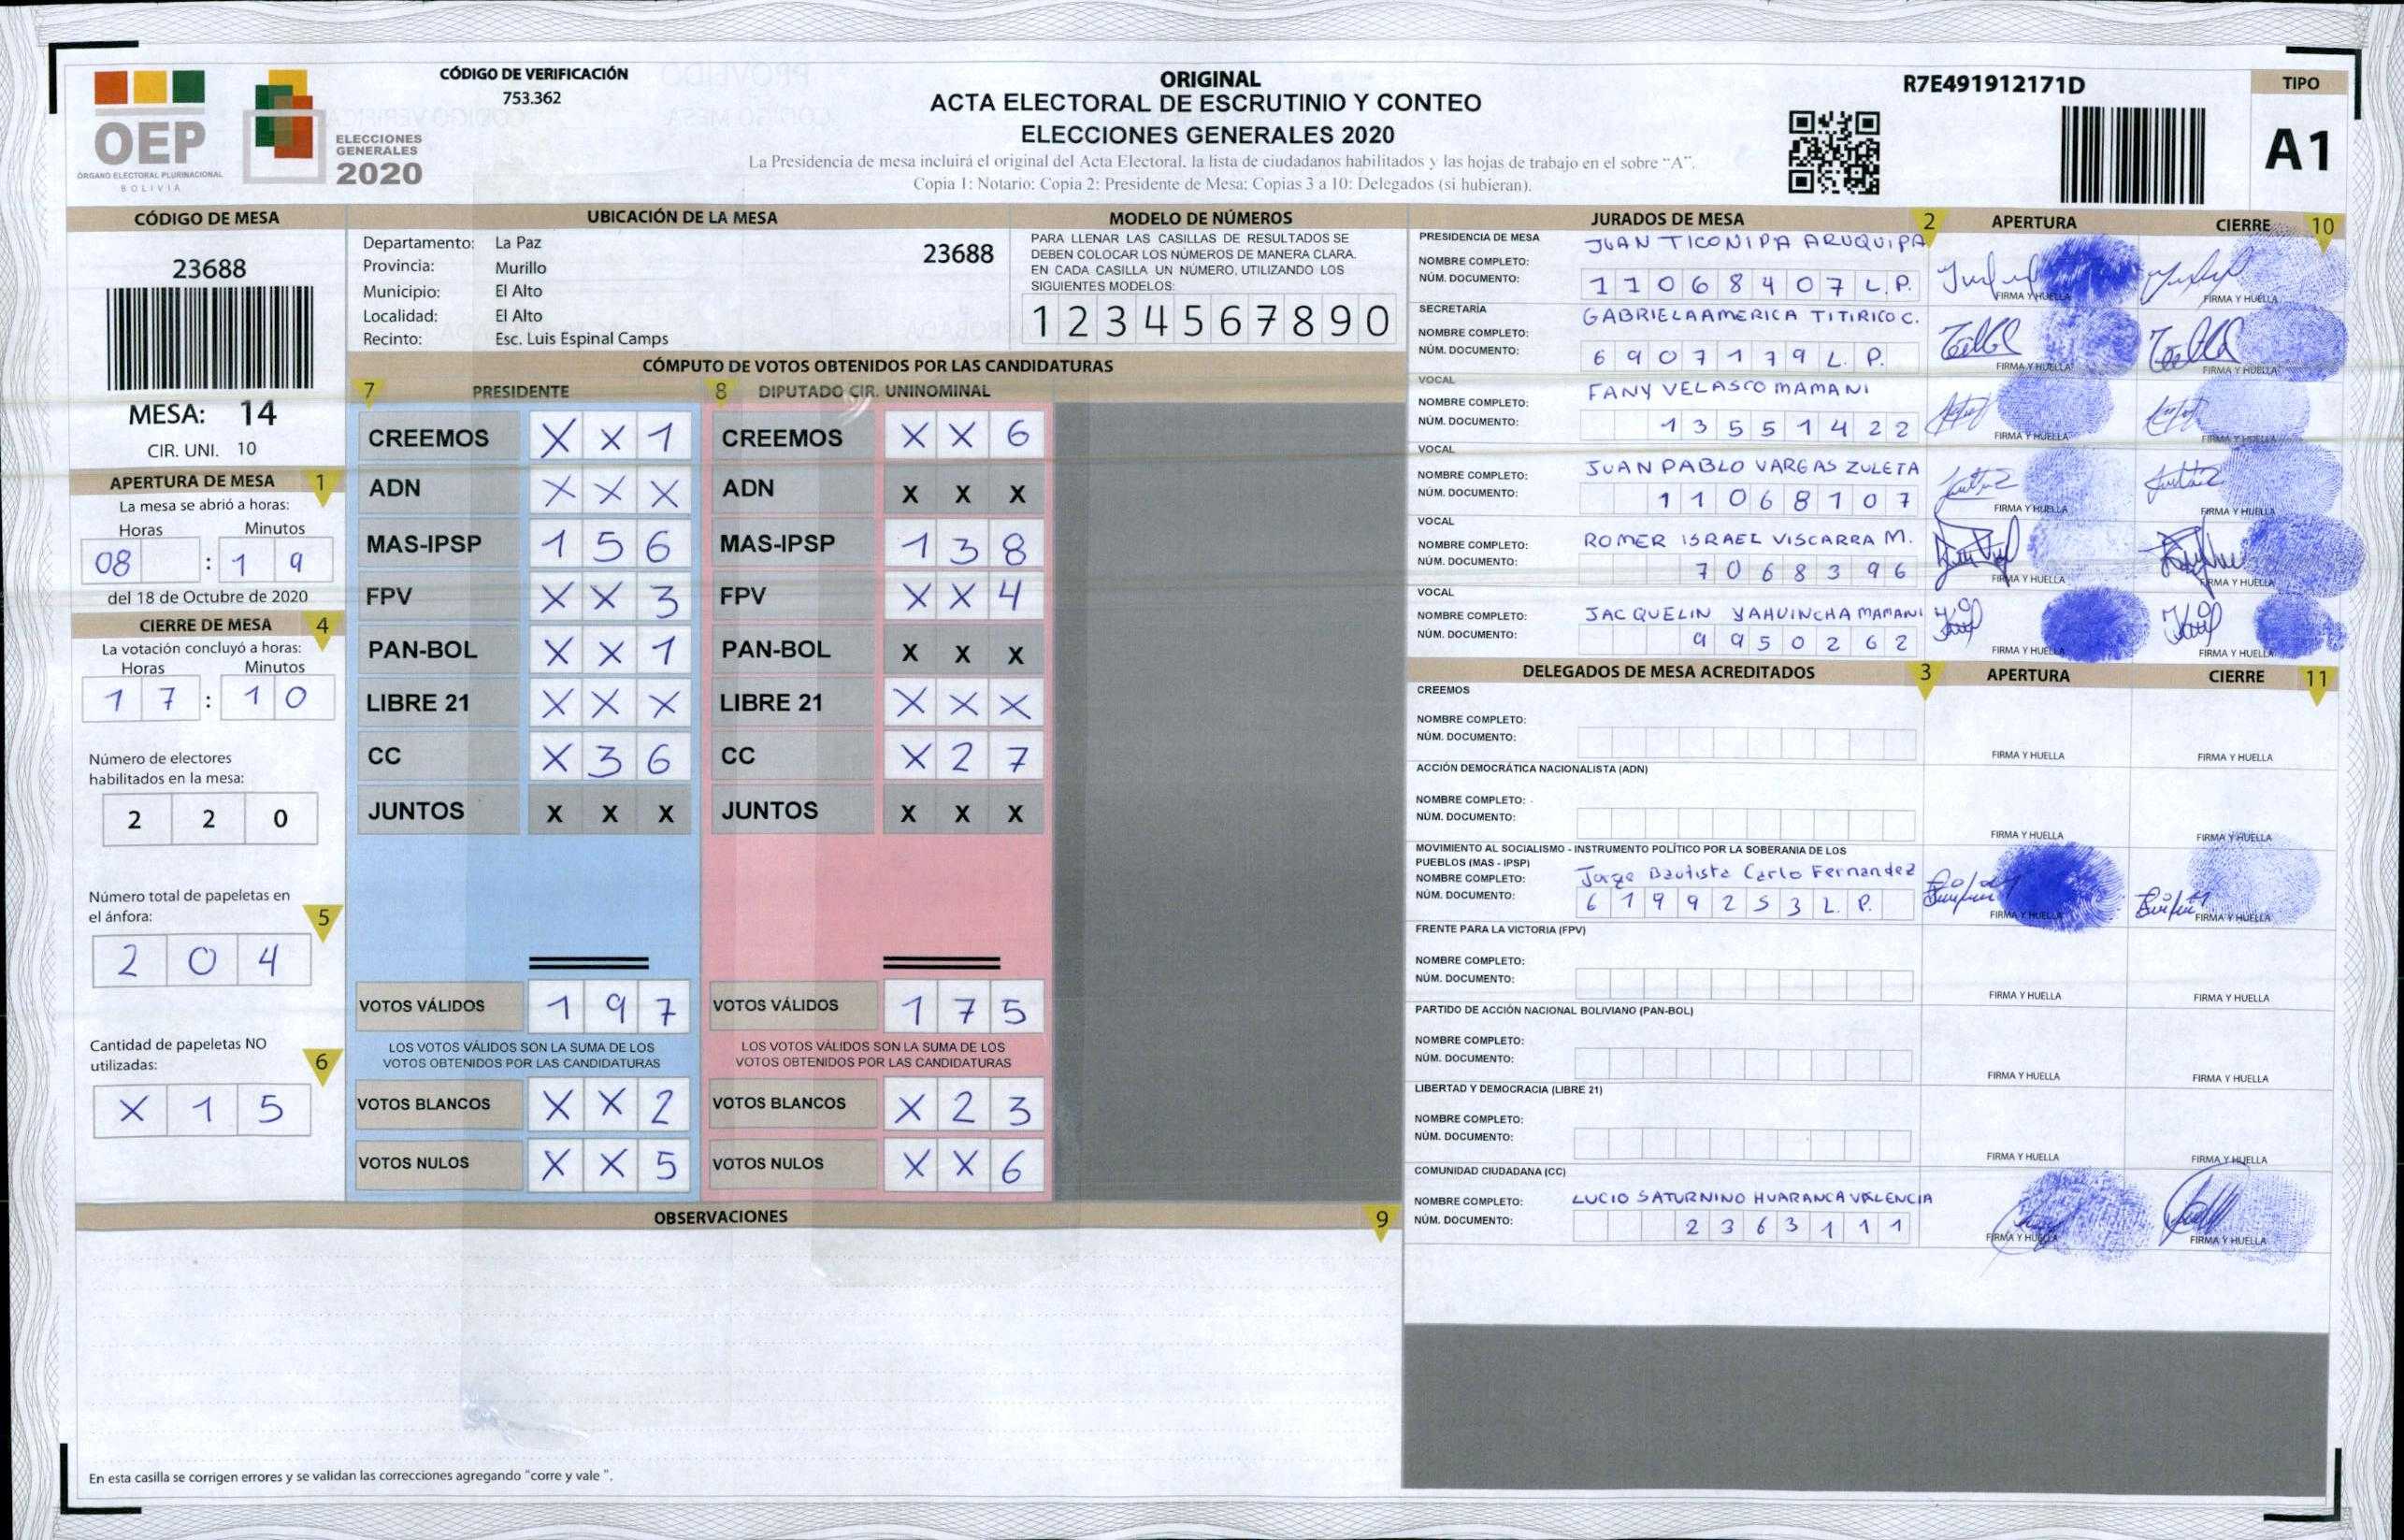 CÓDIGO DE VERIFICACIÓN
753.362
OEP
ÓRGANO ELECTORAL PLURINACIONAL
BOLIVIA
ELECCIONES
GENERALES
2020
ORIGINAL
ACTA ELECTORAL DE ESCRUTINIO Y CONTEO
ELECCIONES GENERALES 2020
La Presidencia de mesa incluirá el original del Acta Electoral, la lista de ciudadanos habilitados y las hojas de trabajo en el sobre "A".
Copia 1: Notario: Copia 2: Presidente de Mesa: Copias 3 a 10: Delegados (si hubieran).
R7E491912171D
TIPO
A1
CÓDIGO DE MESA
23688
MESA: 14
CIR. UNI. 10
APERTURA DE MESA 1
La mesa se abrió a horas:
Horas Minutos
08 : 1 9
del 18 de Octubre de 2020
CIERRE DE MESA 4
La votación concluyó a horas:
Horas Minutos
1 7 : 1 0
Número de electores
habilitados en la mesa:
2 2 0
Número total de papeletas en
el ánfora: 5
2 0 4
Cantidad de papeletas NO
utilizadas: 6
X 1 5
UBICACIÓN DE LA MESA
Departamento: La Paz 23688
Provincia: Murillo
Municipio: El Alto
Localidad: El Alto
Recinto: Esc. Luis Espinal Camps
MODELO DE NÚMEROS
PARA LLENAR LAS CASILLAS DE RESULTADOS SE
DEBEN COLOCAR LOS NÚMEROS DE MANERA CLARA.
EN CADA CASILLA UN NÚMERO, UTILIZANDO LOS
SIGUIENTES MODELOS:
1 2 3 4 5 6 7 8 9 0
CÓMPUTO DE VOTOS OBTENIDOS POR LAS CANDIDATURAS
7 PRESIDENTE 8 DIPUTADO CIR. UNINOMINAL
CREEMOS X X 1 CREEMOS X X 6
ADN X X X ADN X X X
MAS-IPSP 1 5 6 MAS-IPSP 1 3 8
FPV X X 3 FPV X X 4
PAN-BOL X X 1 PAN-BOL X X X
LIBRE 21 X X X LIBRE 21 X X X
CC X 3 6 CC X 2 7
JUNTOS X X X JUNTOS X X X
VOTOS VÁLIDOS 1 9 7 VOTOS VÁLIDOS 1 7 5
LOS VOTOS VÁLIDOS SON LA SUMA DE LOS LOS VOTOS VÁLIDOS SON LA SUMA DE LOS
VOTOS OBTENIDOS POR LAS CANDIDATURAS VOTOS OBTENIDOS POR LAS CANDIDATURAS
VOTOS BLANCOS X X 2 VOTOS BLANCOS X 2 3
VOTOS NULOS X X 5 VOTOS NULOS X X 6
OBSERVACIONES 9
En esta casilla se corrigen errores y se validan las correcciones agregando "corre y vale ".
JURADOS DE MESA 2 APERTURA CIERRE 10
PRESIDENCIA DE MESA
NOMBRE COMPLETO: JUAN TICONIPA ARUQUIPA
NÚM. DOCUMENTO: 1 1 0 6 8 4 0 7 L. P.
FIRMA Y HUELLA FIRMA Y HUELLA
SECRETARÍA
NOMBRE COMPLETO: GABRIELA AMERICA TITIRICO C.
NÚM. DOCUMENTO: 6 9 0 7 1 7 9 L. P.
FIRMA Y HUELLA FIRMA Y HUELLA
VOCAL
NOMBRE COMPLETO: FANY VELASCO MAMANI
NÚM. DOCUMENTO: 1 3 5 5 1 4 2 2
FIRMA Y HUELLA FIRMA Y HUELLA
VOCAL
NOMBRE COMPLETO: JUAN PABLO VARGAS ZULETA
NÚM. DOCUMENTO: 1 1 0 6 8 1 0 7
FIRMA Y HUELLA FIRMA Y HUELLA
VOCAL
NOMBRE COMPLETO: ROMER ISRAEL VISCARRA M.
NÚM. DOCUMENTO: 7 0 6 8 3 9 6
FIRMA Y HUELLA FIRMA Y HUELLA
VOCAL
NOMBRE COMPLETO: JACQUELIN YAHUINCHA MAMANI
NÚM. DOCUMENTO: 9 9 5 0 2 6 2
FIRMA Y HUELLA FIRMA Y HUELLA
DELEGADOS DE MESA ACREDITADOS 3 APERTURA CIERRE 11
CREEMOS
NOMBRE COMPLETO:
NÚM. DOCUMENTO:
FIRMA Y HUELLA FIRMA Y HUELLA
ACCIÓN DEMOCRÁTICA NACIONALISTA (ADN)
NOMBRE COMPLETO:
NÚM. DOCUMENTO:
FIRMA Y HUELLA FIRMA Y HUELLA
MOVIMIENTO AL SOCIALISMO - INSTRUMENTO POLÍTICO POR LA SOBERANIA DE LOS
PUEBLOS (MAS - IPSP)
NOMBRE COMPLETO: Jorge Bautista Carlo Fernandez
NÚM. DOCUMENTO: 6 1 9 9 2 5 3 L. P.
FIRMA Y HUELLA FIRMA Y HUELLA
FRENTE PARA LA VICTORIA (FPV)
NOMBRE COMPLETO:
NÚM. DOCUMENTO:
FIRMA Y HUELLA FIRMA Y HUELLA
PARTIDO DE ACCIÓN NACIONAL BOLIVIANO (PAN-BOL)
NOMBRE COMPLETO:
NÚM. DOCUMENTO:
FIRMA Y HUELLA FIRMA Y HUELLA
LIBERTAD Y DEMOCRACIA (LIBRE 21)
NOMBRE COMPLETO:
NÚM. DOCUMENTO:
FIRMA Y HUELLA FIRMA Y HUELLA
COMUNIDAD CIUDADANA (CC)
NOMBRE COMPLETO: LUCIO SATURNINO HUARANCA VALENCIA
NÚM. DOCUMENTO: 2 3 6 3 1 1 1
FIRMA Y HUELLA FIRMA Y HUELLA